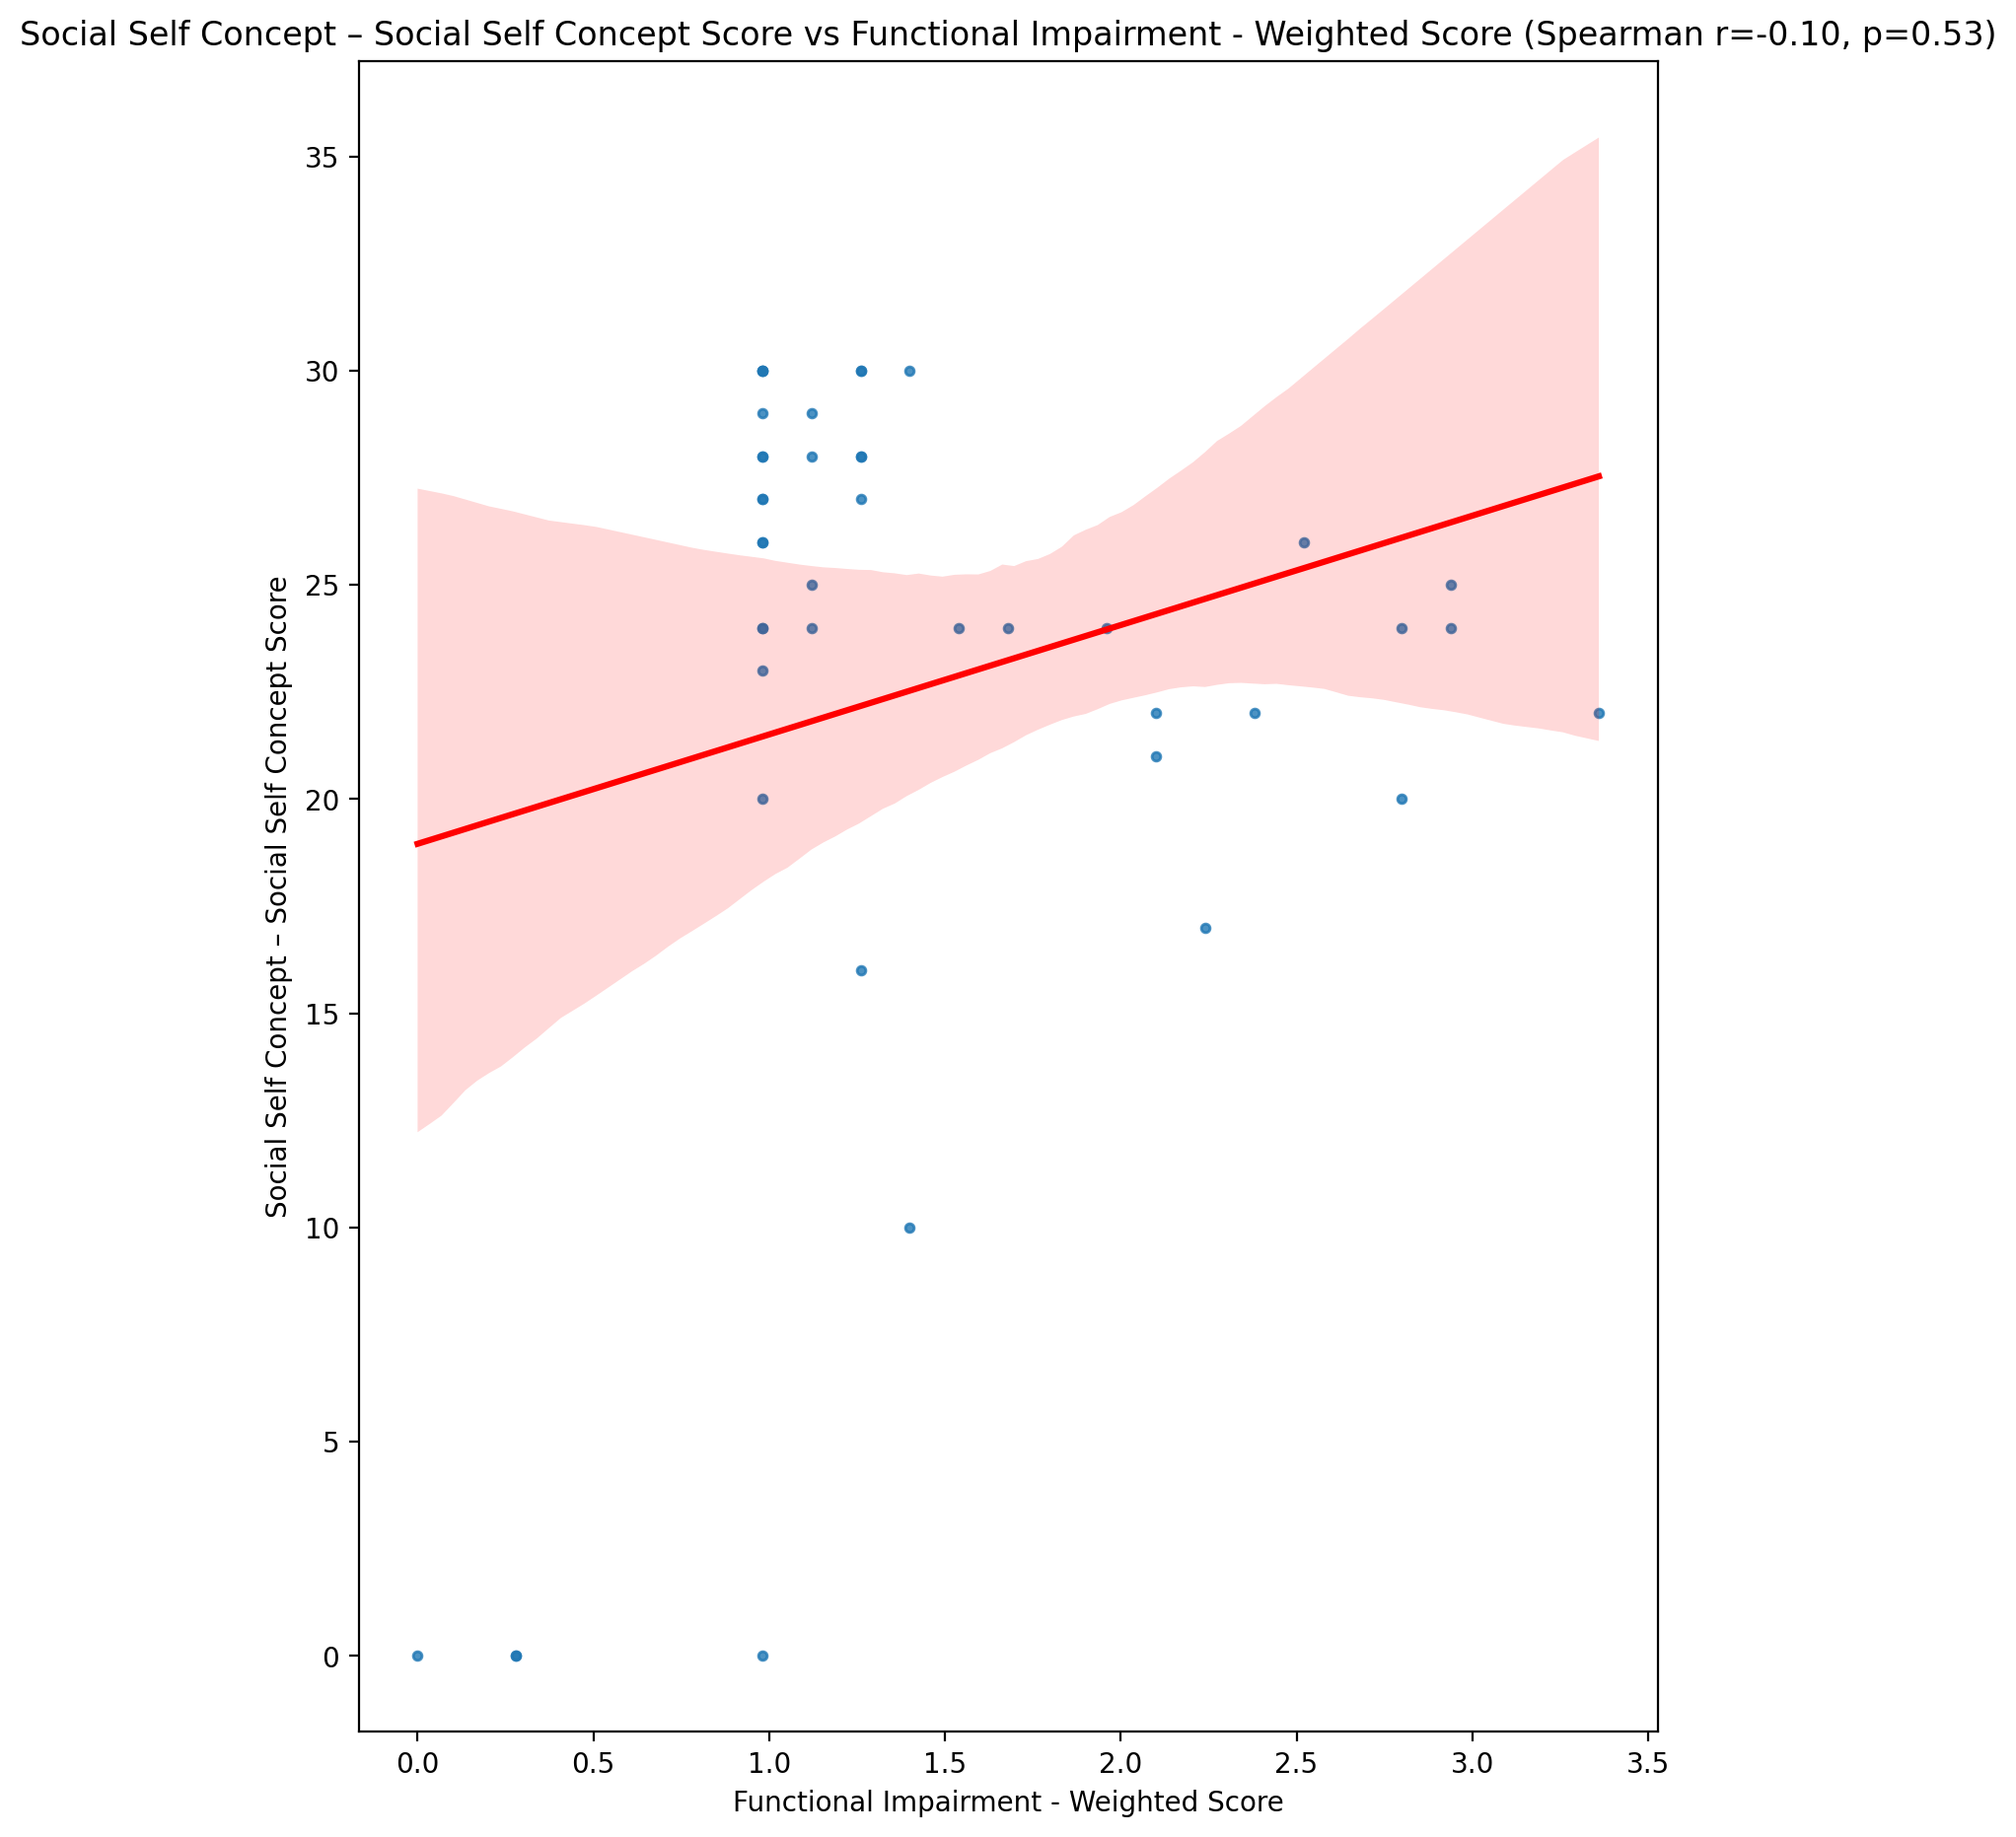 Social Self Concept – Social Self Concept Score vs Functional Impairment - Weighted Score (Spearman r=-0.10, p=0.53)
Social Self Concept – Social Self Concept Score
35
30
25
20
15
10
5
0
0.0 0.5 1.0 1.5 2.0 2.5 3.0 3.5
Functional Impairment - Weighted Score